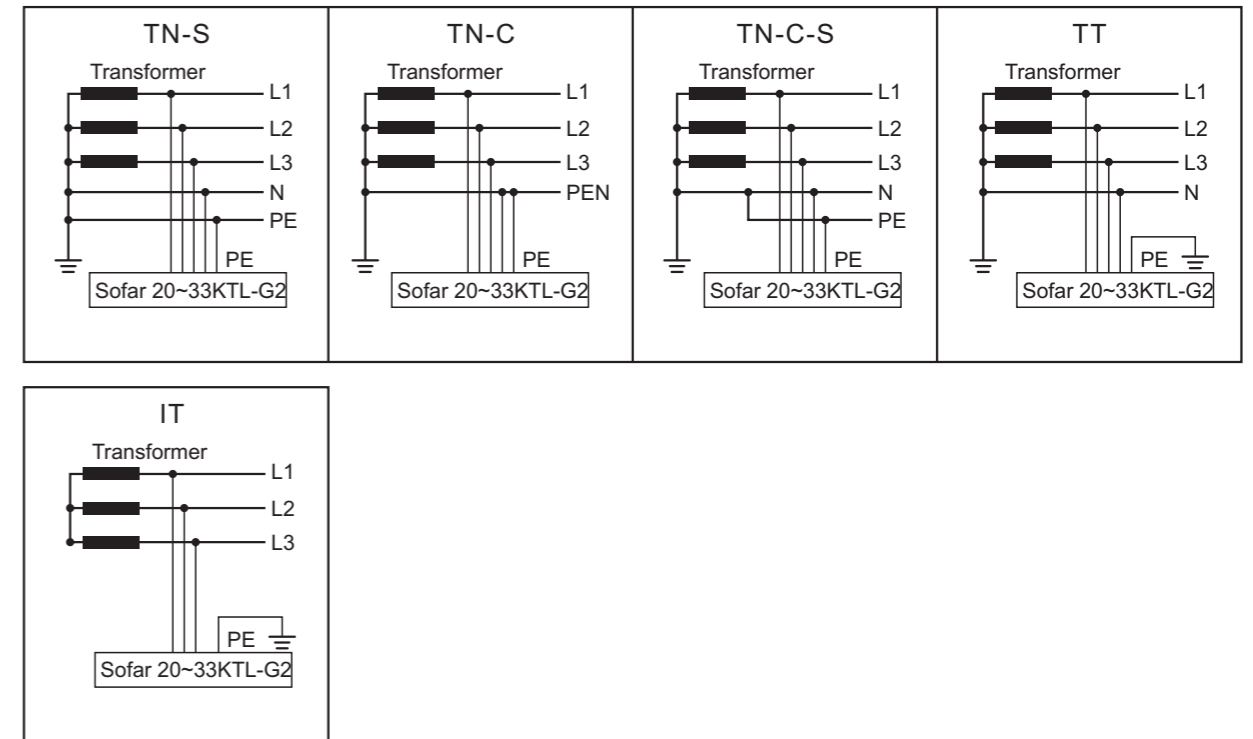 TN-S
Transformer
L1
L2
L3
N
PE
PE
Sofar 20~33KTL-G2
TN-C
Transformer
L1
L2
L3
PEN
PE
Sofar 20~33KTL-G2
TN-C-S
Transformer
L1
L2
L3
N
PE
PE
Sofar 20~33KTL-G2
TT
Transformer
L1
L2
L3
N
PE
Sofar 20~33KTL-G2
IT
Transformer
L1
L2
L3
PE
Sofar 20~33KTL-G2